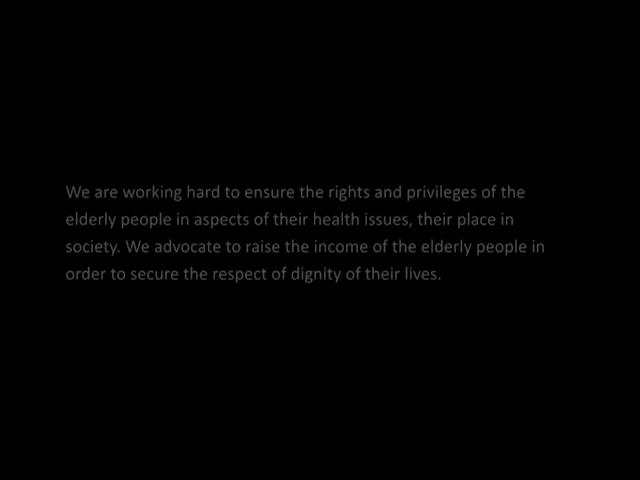 We are working hard to ensure the rights and privileges of the
elderly people in aspects of their health issues, their place in
society. We advocate to raise the income of the elderly people in
order to secure the respect of dignity of their lives.